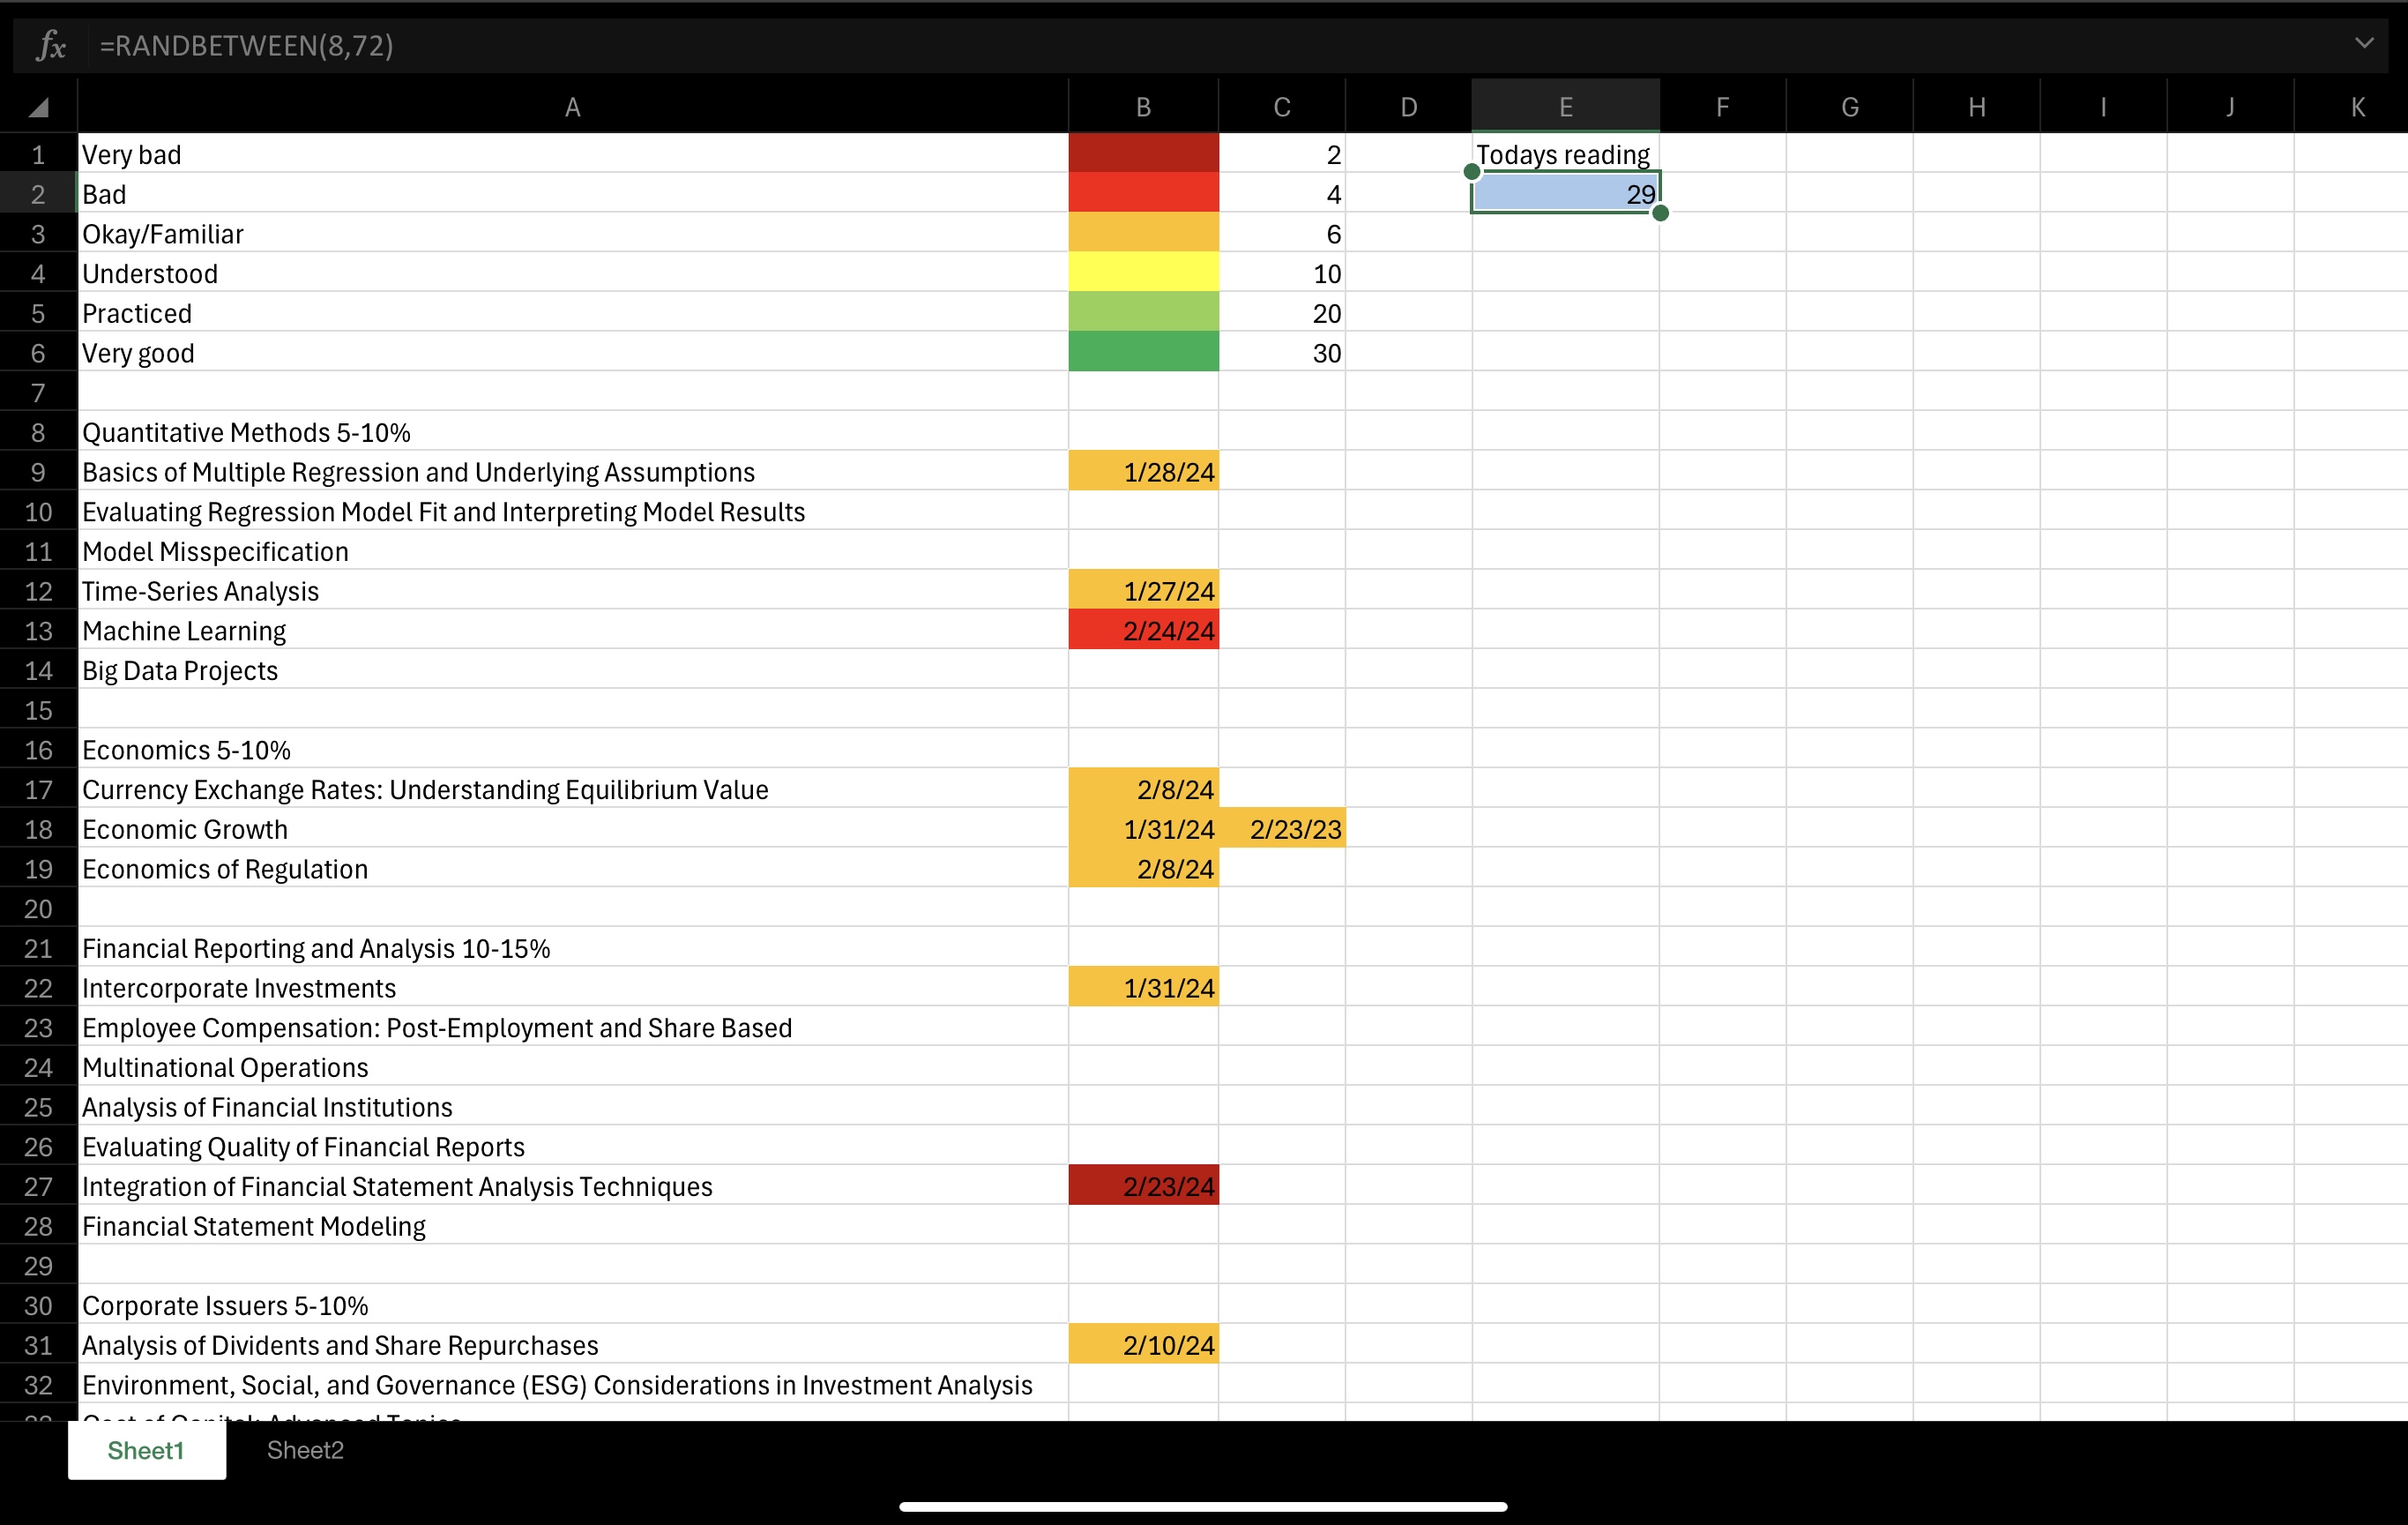 fx =RANDBETWEEN(8,72)
A B C D E F G H I J K
1 Very bad 2 Todays reading
2 Bad 4 29
3 Okay/Familiar 6
4 Understood 10
5 Practiced 20
6 Very good 30
7
8 Quantitative Methods 5-10%
9 Basics of Multiple Regression and Underlying Assumptions 1/28/24
10 Evaluating Regression Model Fit and Interpreting Model Results
11 Model Misspecification
12 Time-Series Analysis 1/27/24
13 Machine Learning 2/24/24
14 Big Data Projects
15
16 Economics 5-10%
17 Currency Exchange Rates: Understanding Equilibrium Value 2/8/24
18 Economic Growth 1/31/24 2/23/23
19 Economics of Regulation 2/8/24
20
21 Financial Reporting and Analysis 10-15%
22 Intercorporate Investments 1/31/24
23 Employee Compensation: Post-Employment and Share Based
24 Multinational Operations
25 Analysis of Financial Institutions
26 Evaluating Quality of Financial Reports
27 Integration of Financial Statement Analysis Techniques 2/23/24
28 Financial Statement Modeling
29
30 Corporate Issuers 5-10%
31 Analysis of Dividents and Share Repurchases 2/10/24
32 Environment, Social, and Governance (ESG) Considerations in Investment Analysis
33 Cost of Capital: Advanced Topics
Sheet1 Sheet2